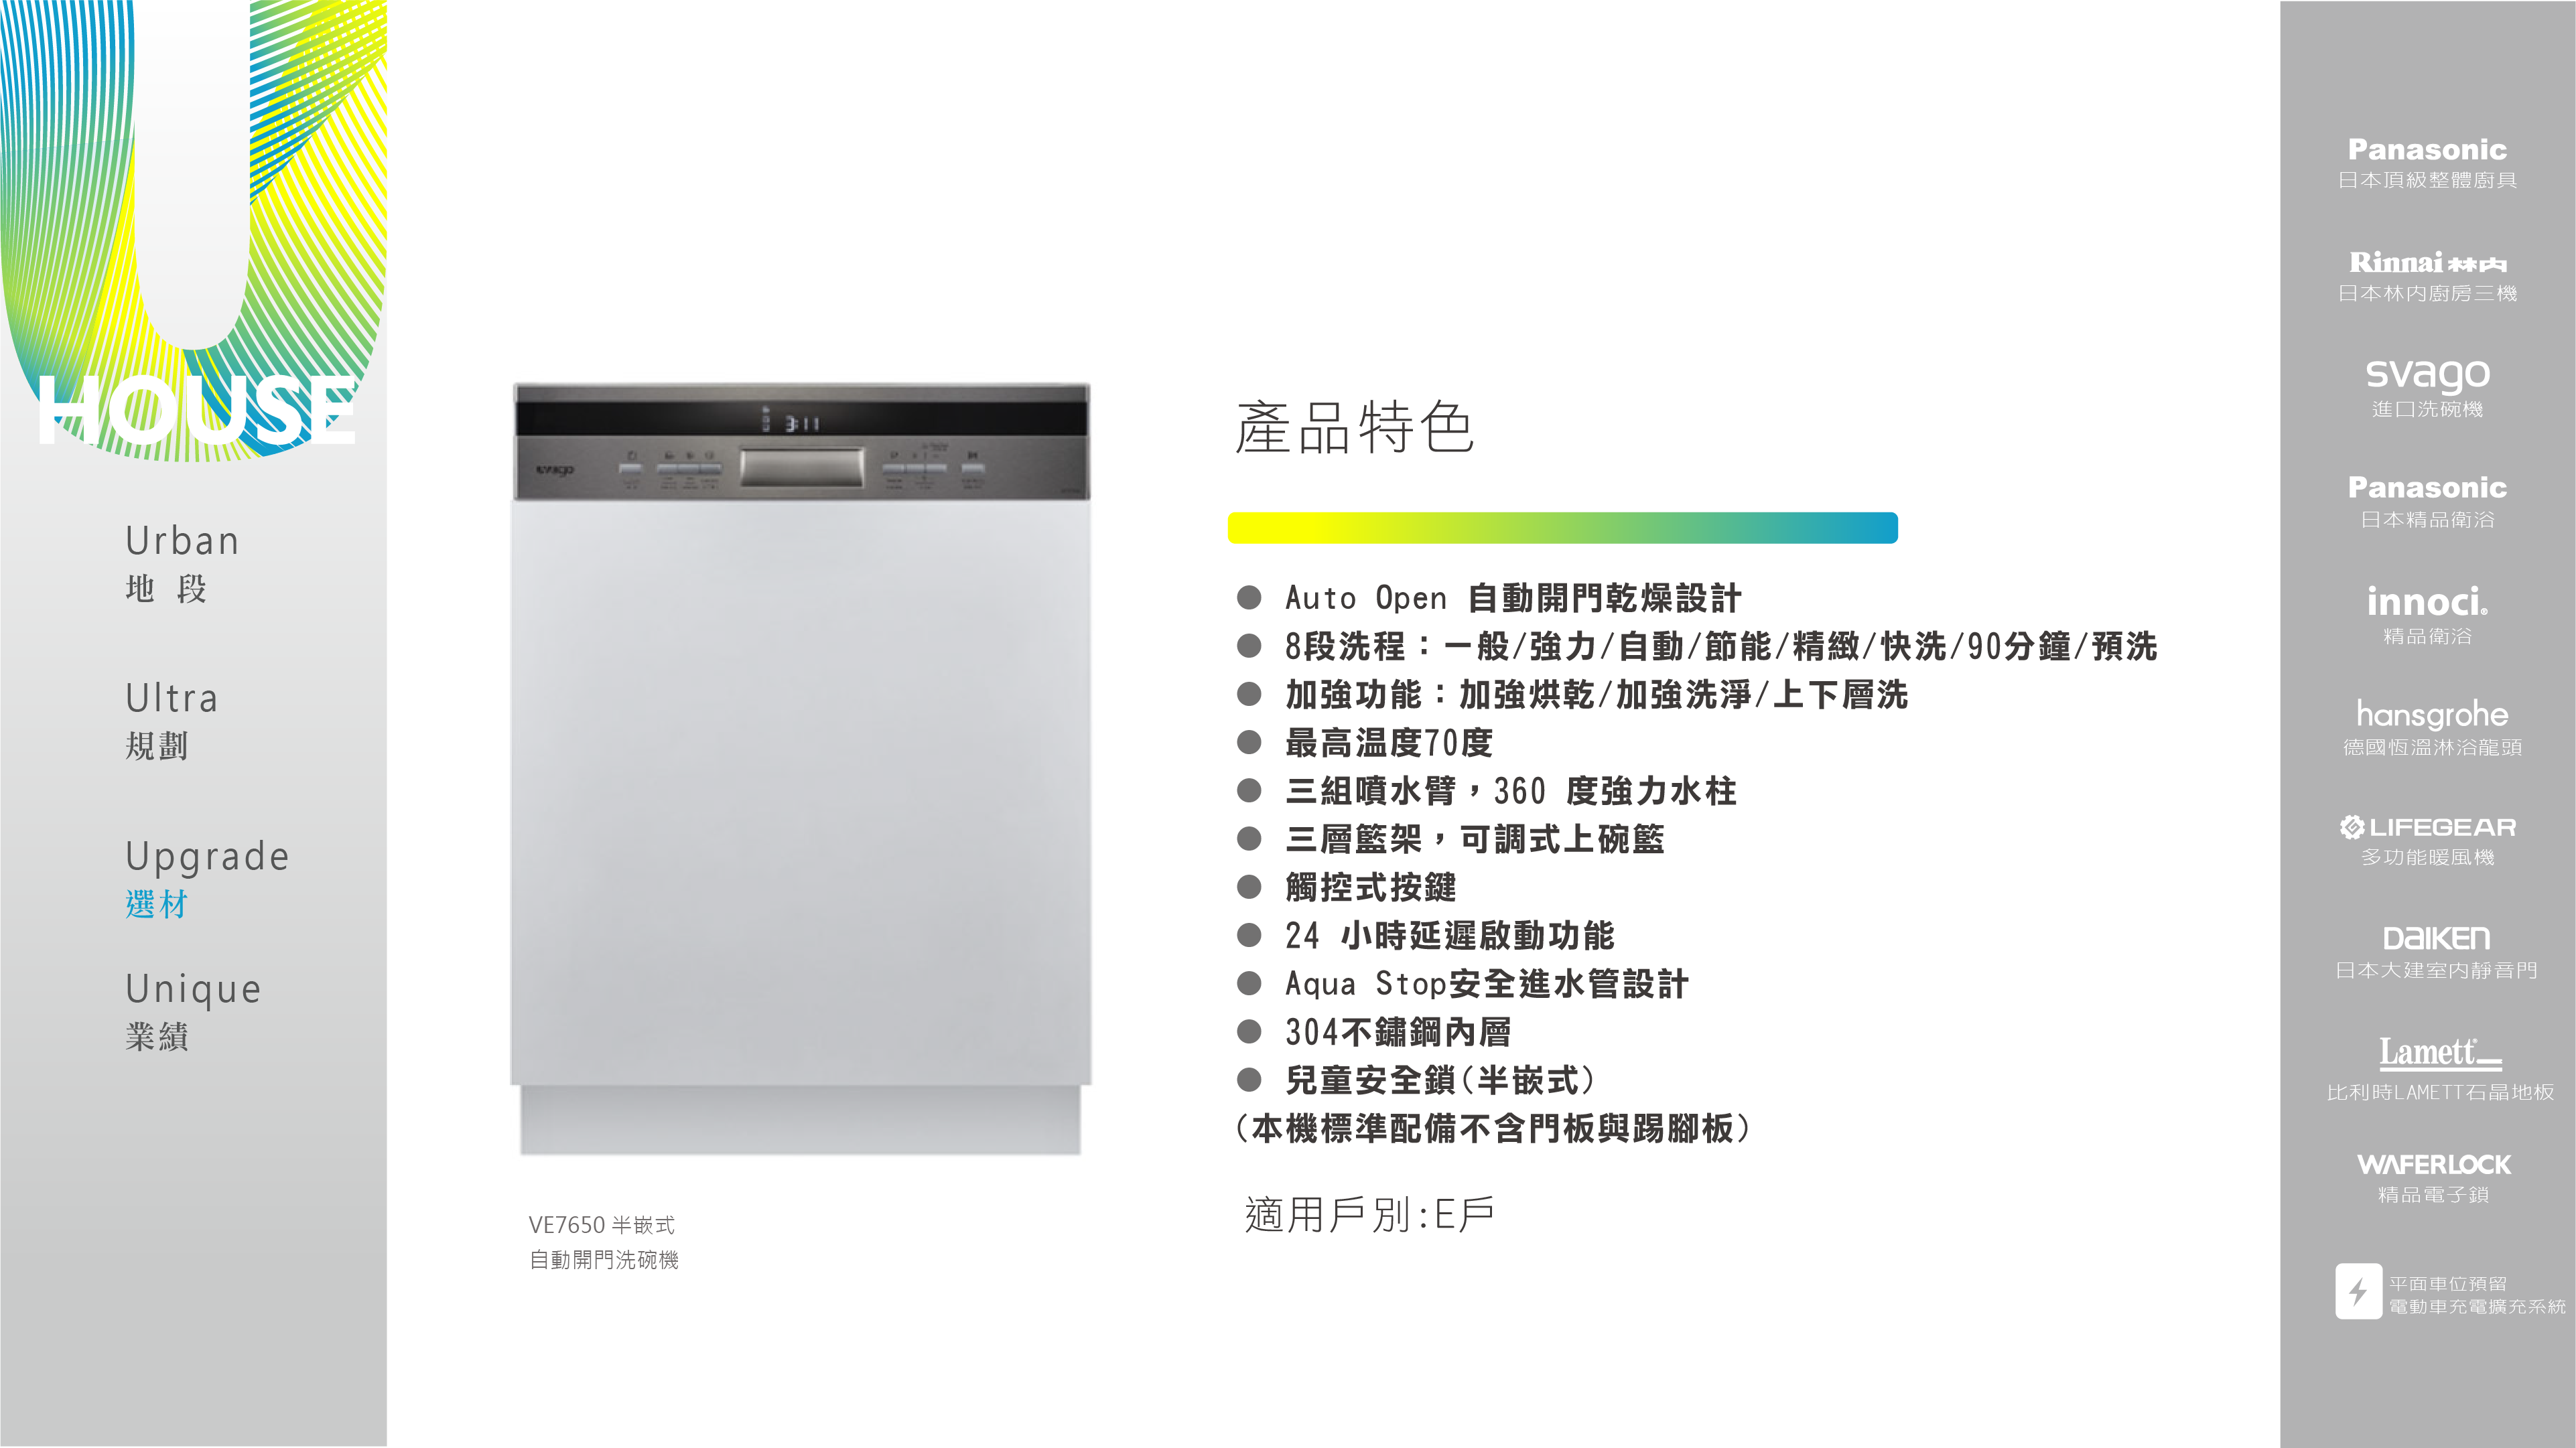 HOUSE
Urban
地 段
Ultra
規劃
Upgrade
選材
Unique
業績
3:11
svago
VE7650 半嵌式
自動開門洗碗機
產品特色
● Auto Open 自動開門乾燥設計
● 8段洗程：一般/強力/自動/節能/精緻/快洗/90分鐘/預洗
● 加強功能：加強烘乾/加強洗淨/上下層洗
● 最高溫度70度
● 三組噴水臂，360 度強力水柱
● 三層籃架，可調式上碗籃
● 觸控式按鍵
● 24 小時延遲啟動功能
● Aqua Stop安全進水管設計
● 304不鏽鋼內層
● 兒童安全鎖(半嵌式)
(本機標準配備不含門板與踢腳板)
適用戶別:E戶
Panasonic
日本頂級整體廚具
Rinnai 林内
日本林內廚房三機
svago
進口洗碗機
Panasonic
日本精品衛浴
innoci®
精品衛浴
hansgrohe
德國恆溫淋浴龍頭
LIFEGEAR
多功能暖風機
DAIKEN
日本大建室內靜音門
Lamett®
比利時LAMETT石晶地板
WAFERLOCK
精品電子鎖
平面車位預留
電動車充電擴充系統